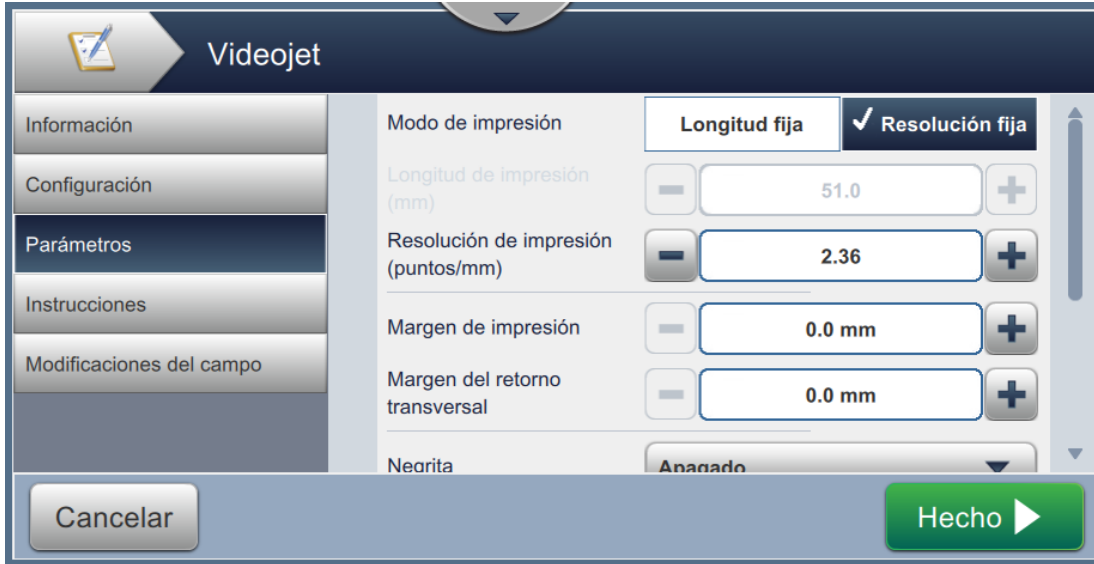 Videojet
Información
Configuración
Parámetros
Instrucciones
Modificaciones del campo
Modo de impresión
Longitud fija
Resolución fija
Longitud de impresión
(mm)
51.0
Resolución de impresión
(puntos/mm)
2.36
Margen de impresión
0.0 mm
Margen del retorno
transversal
0.0 mm
Negrita
Apagado
Cancelar
Hecho